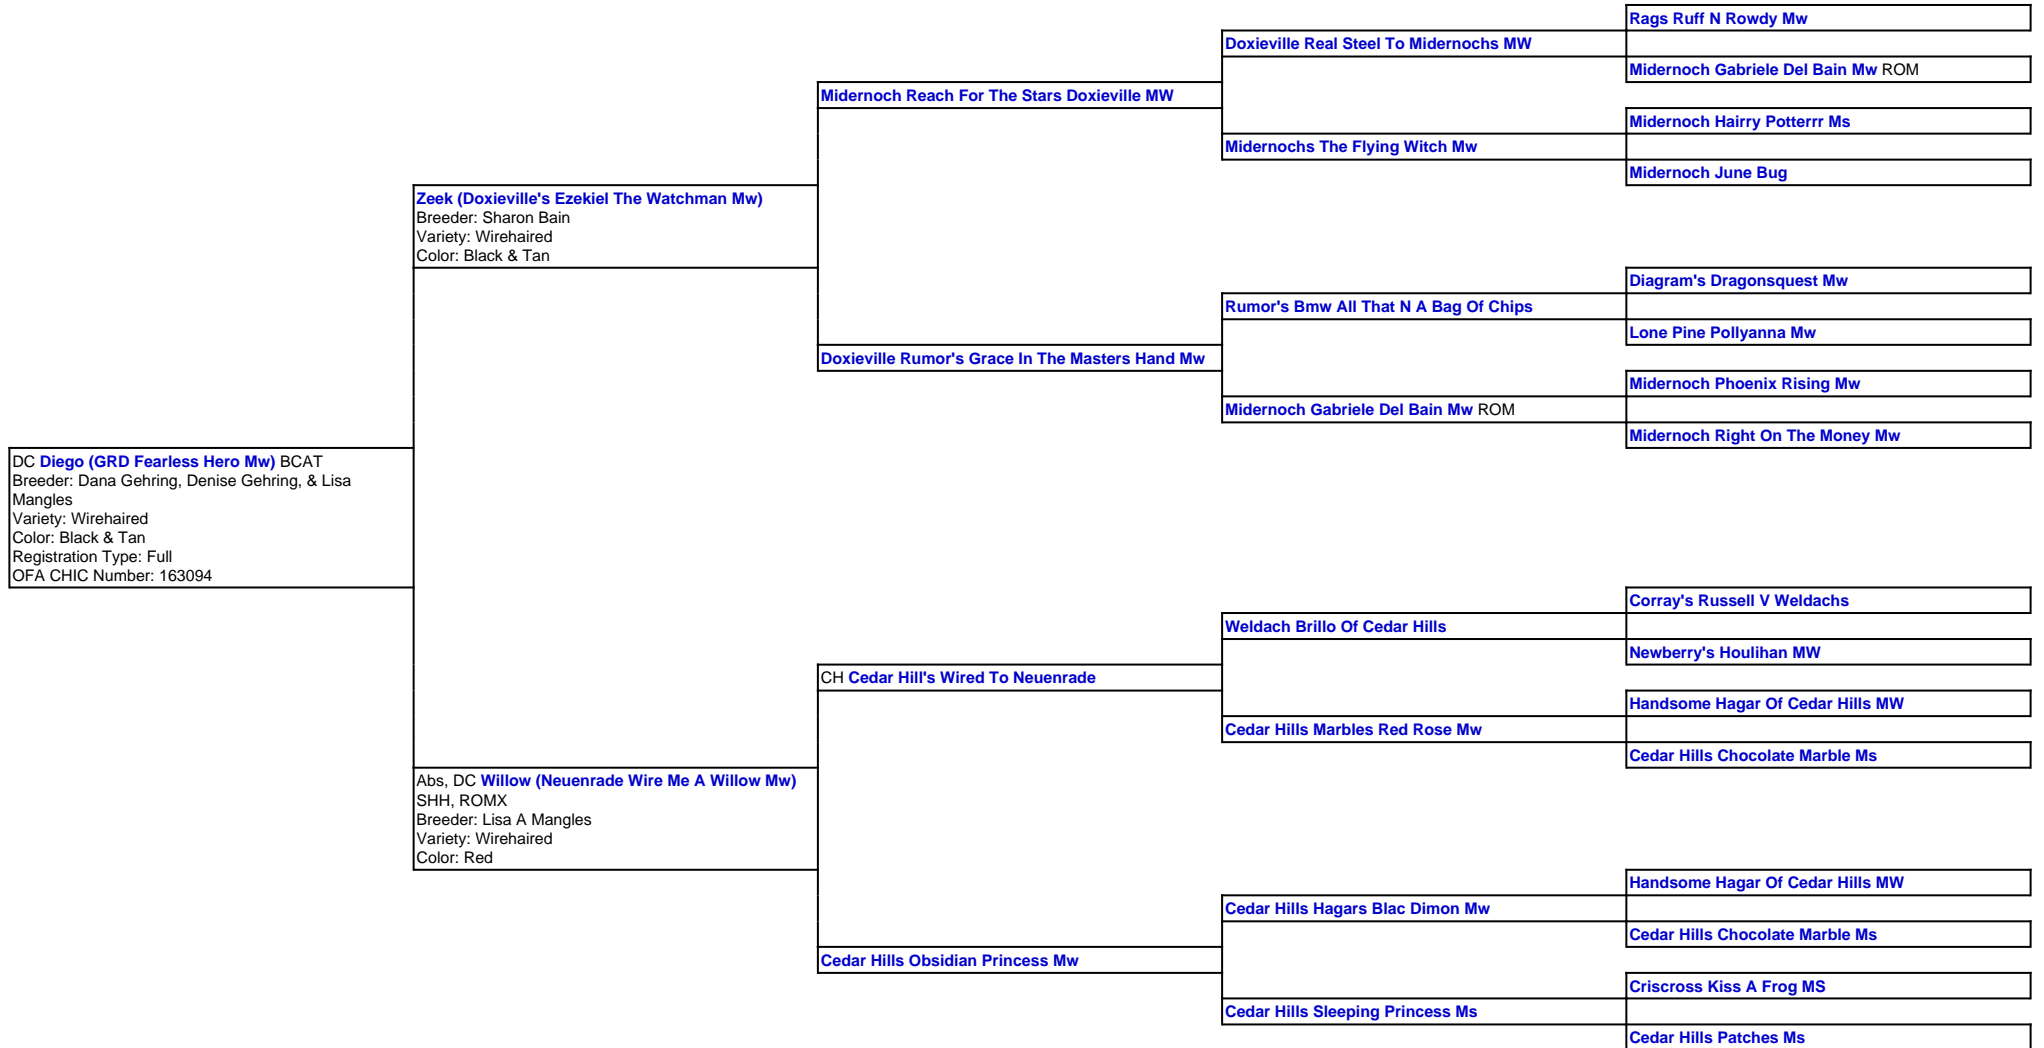 Rags Ruff N Rowdy Mw
Doxieville Real Steel To Midernochs MW
Midernoch Gabriele Del Bain Mw ROM
Midernoch Reach For The Stars Doxieville MW
Midernoch Hairry Potterrr Ms
Midernochs The Flying Witch Mw
Midernoch June Bug
Zeek (Doxieville's Ezekiel The Watchman Mw)
Breeder: Sharon Bain
Variety: Wirehaired
Color: Black & Tan
Diagram's Dragonsquest Mw
Rumor's Bmw All That N A Bag Of Chips
Lone Pine Pollyanna Mw
Doxieville Rumor's Grace In The Masters Hand Mw
Midernoch Phoenix Rising Mw
Midernoch Gabriele Del Bain Mw ROM
Midernoch Right On The Money Mw
DC Diego (GRD Fearless Hero Mw) BCAT
Breeder: Dana Gehring, Denise Gehring, & Lisa
Mangles
Variety: Wirehaired
Color: Black & Tan
Registration Type: Full
OFA CHIC Number: 163094
Corray's Russell V Weldachs
Weldach Brillo Of Cedar Hills
Newberry's Houlihan MW
CH Cedar Hill's Wired To Neuenrade
Handsome Hagar Of Cedar Hills MW
Cedar Hills Marbles Red Rose Mw
Cedar Hills Chocolate Marble Ms
Abs, DC Willow (Neuenrade Wire Me A Willow Mw)
SHH, ROMX
Breeder: Lisa A Mangles
Variety: Wirehaired
Color: Red
Handsome Hagar Of Cedar Hills MW
Cedar Hills Hagars Blac Dimon Mw
Cedar Hills Chocolate Marble Ms
Cedar Hills Obsidian Princess Mw
Criscross Kiss A Frog MS
Cedar Hills Sleeping Princess Ms
Cedar Hills Patches Ms